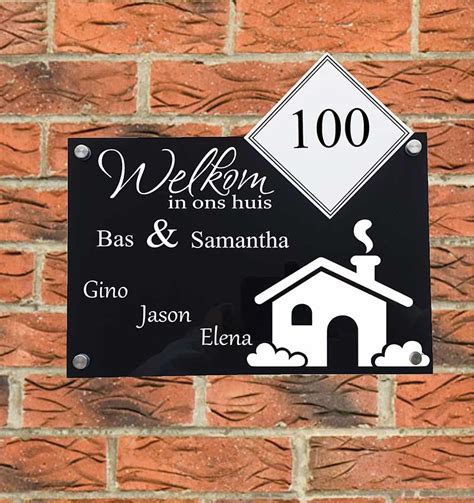 100
Welkom
in ons huis
Bas & Samantha
Gino
Jason
Elena